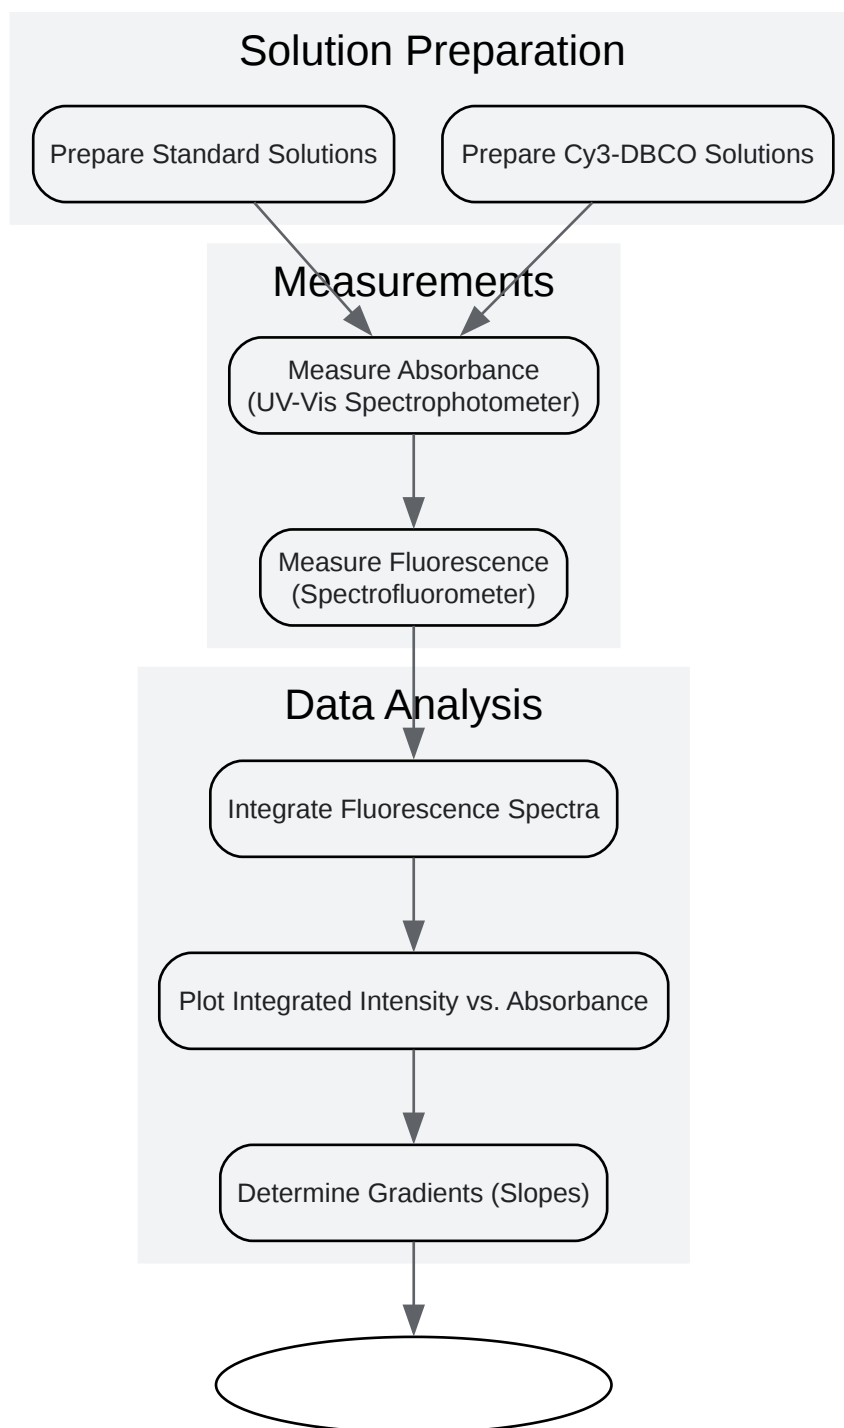 Solution Preparation
Prepare Standard Solutions
Prepare Cy3-DBCO Solutions
Measurements
Measure Absorbance
(UV-Vis Spectrophotometer)
Measure Fluorescence
(Spectrofluorometer)
Data Analysis
Integrate Fluorescence Spectra
Plot Integrated Intensity vs. Absorbance
Determine Gradients (Slopes)